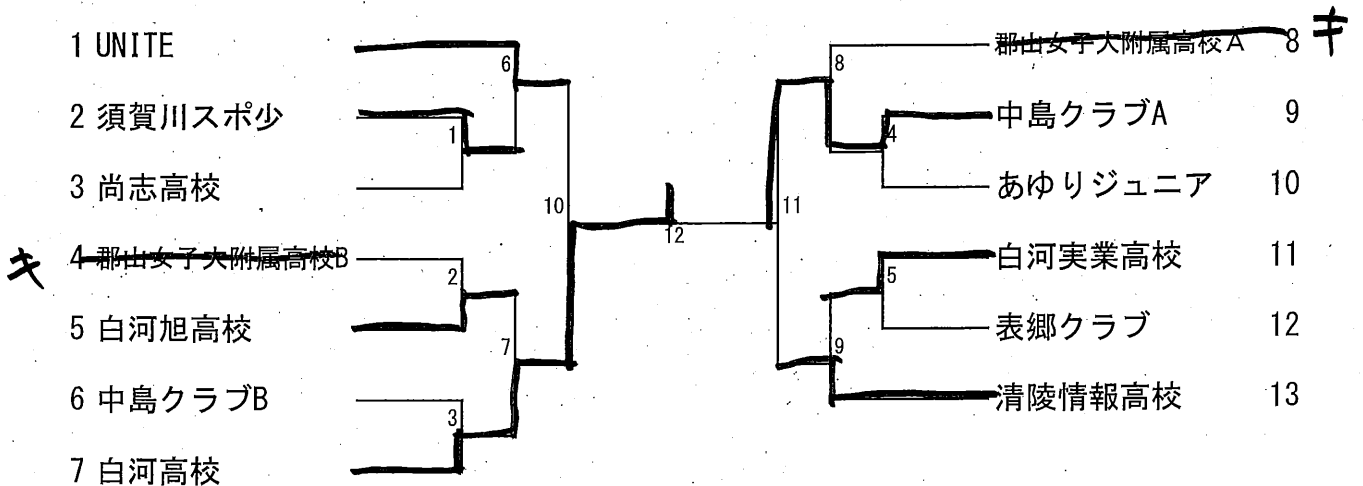 1 UNITE
2 須賀川スポ少
3 尚志高校
キ 4 郡山女子大附属高校B
5 白河旭高校
6 中島クラブB
7 白河高校
6
1
2
7
3
10
12
11
8
4
5
9
郡山女子大附属高校A 8 キ
中島クラブA 9
あゆりジュニア 10
白河実業高校 11
表郷クラブ 12
清陵情報高校 13